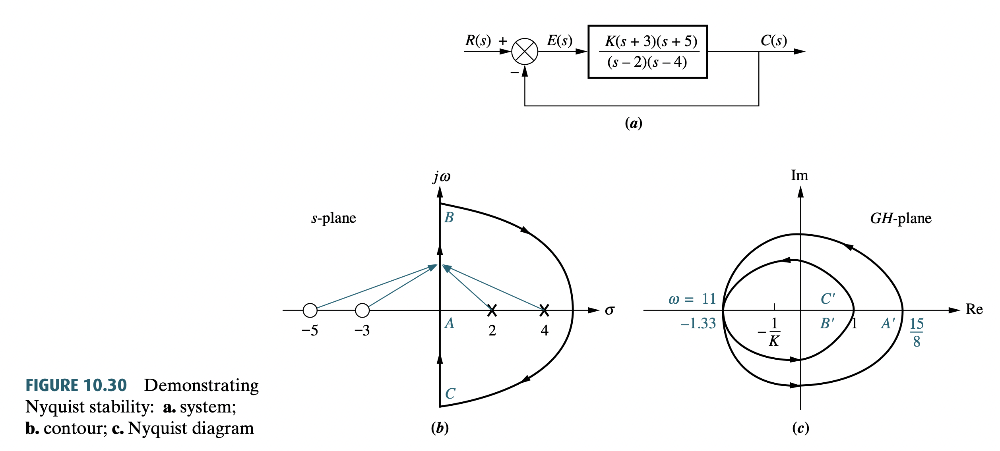 R(s) + E(s) K(s + 3)(s + 5) C(s)
(s − 2)(s − 4)
−
(a)
jω
s-plane
B
A
−5 −3 2 4 σ
C
(b)
Im
GH-plane
ω = 11 C′ Re
−1.33 B′ 1 A′ 15
8
− 1
K
(c)
FIGURE 10.30 Demonstrating
Nyquist stability: a. system;
b. contour; c. Nyquist diagram